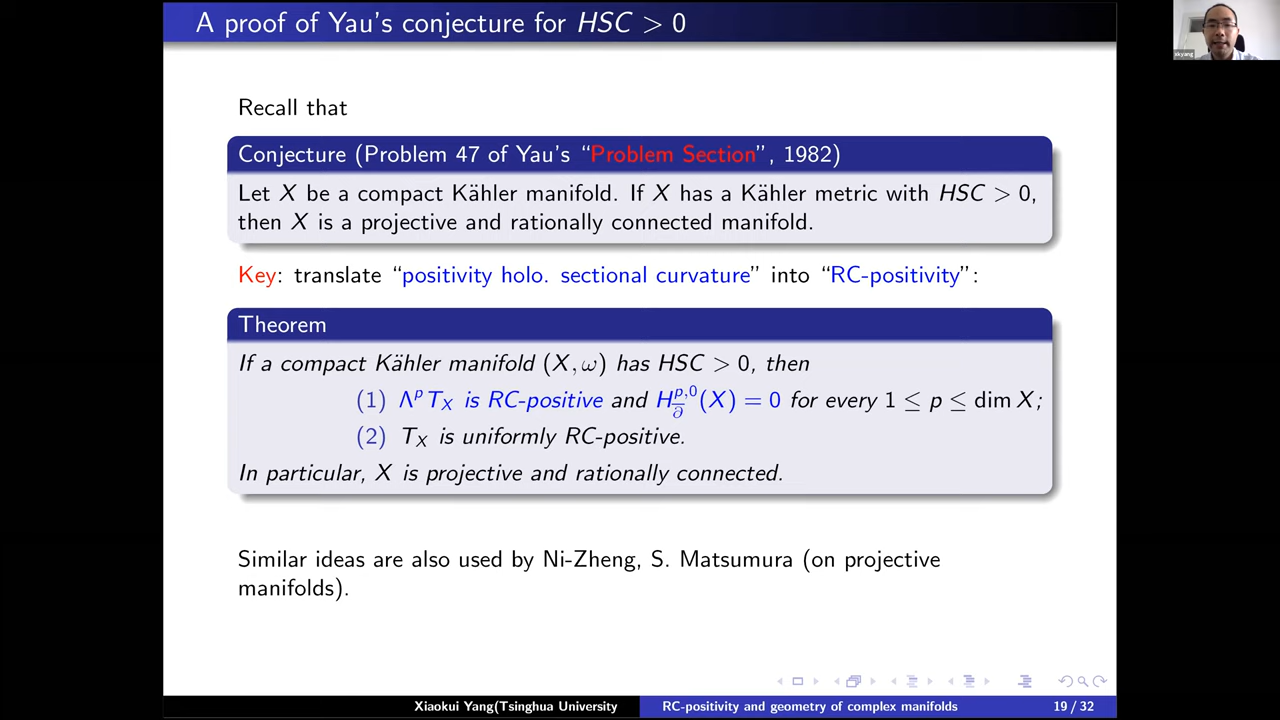 A proof of Yau's conjecture for HSC > 0
xkyang
Recall that
Conjecture (Problem 47 of Yau's "Problem Section", 1982)
Let X be a compact Kähler manifold. If X has a Kähler metric with HSC > 0,
then X is a projective and rationally connected manifold.
Key: translate "positivity holo. sectional curvature" into "RC-positivity":
Theorem
If a compact Kähler manifold (X, ω) has HSC > 0, then
(1) Λ^p T_X is RC-positive and H^{p,0}_{\bar∂}(X) = 0 for every 1 ≤ p ≤ dim X;
(2) T_X is uniformly RC-positive.
In particular, X is projective and rationally connected.
Similar ideas are also used by Ni-Zheng, S. Matsumura (on projective
manifolds).
Xiaokui Yang(Tsinghua University
RC-positivity and geometry of complex manifolds
19 / 32